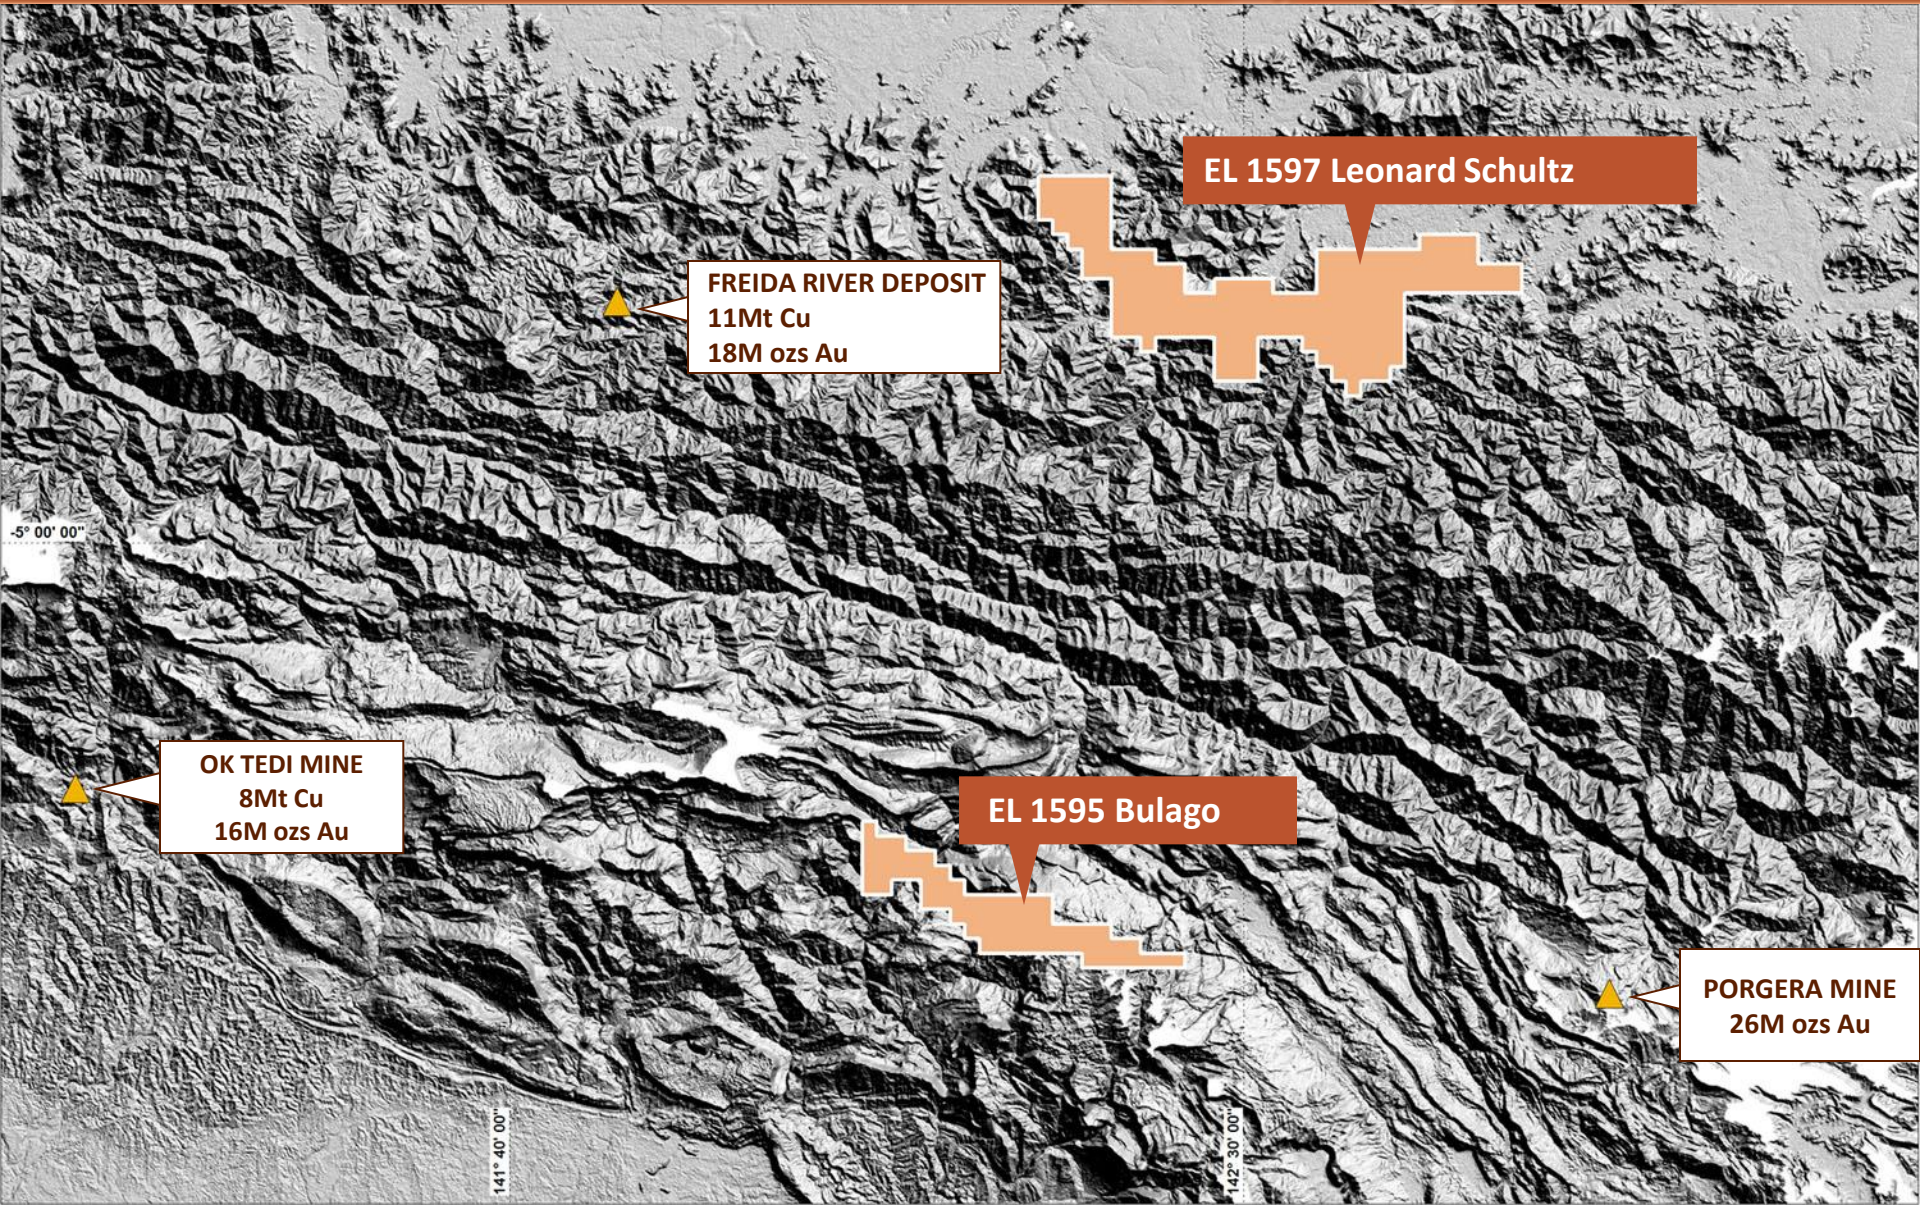 EL 1597 Leonard Schultz
FREIDA RIVER DEPOSIT
11Mt Cu
18M ozs Au
-5° 00' 00"
OK TEDI MINE
8Mt Cu
16M ozs Au
EL 1595 Bulago
PORGERA MINE
26M ozs Au
141° 40' 00"
142° 30' 00"